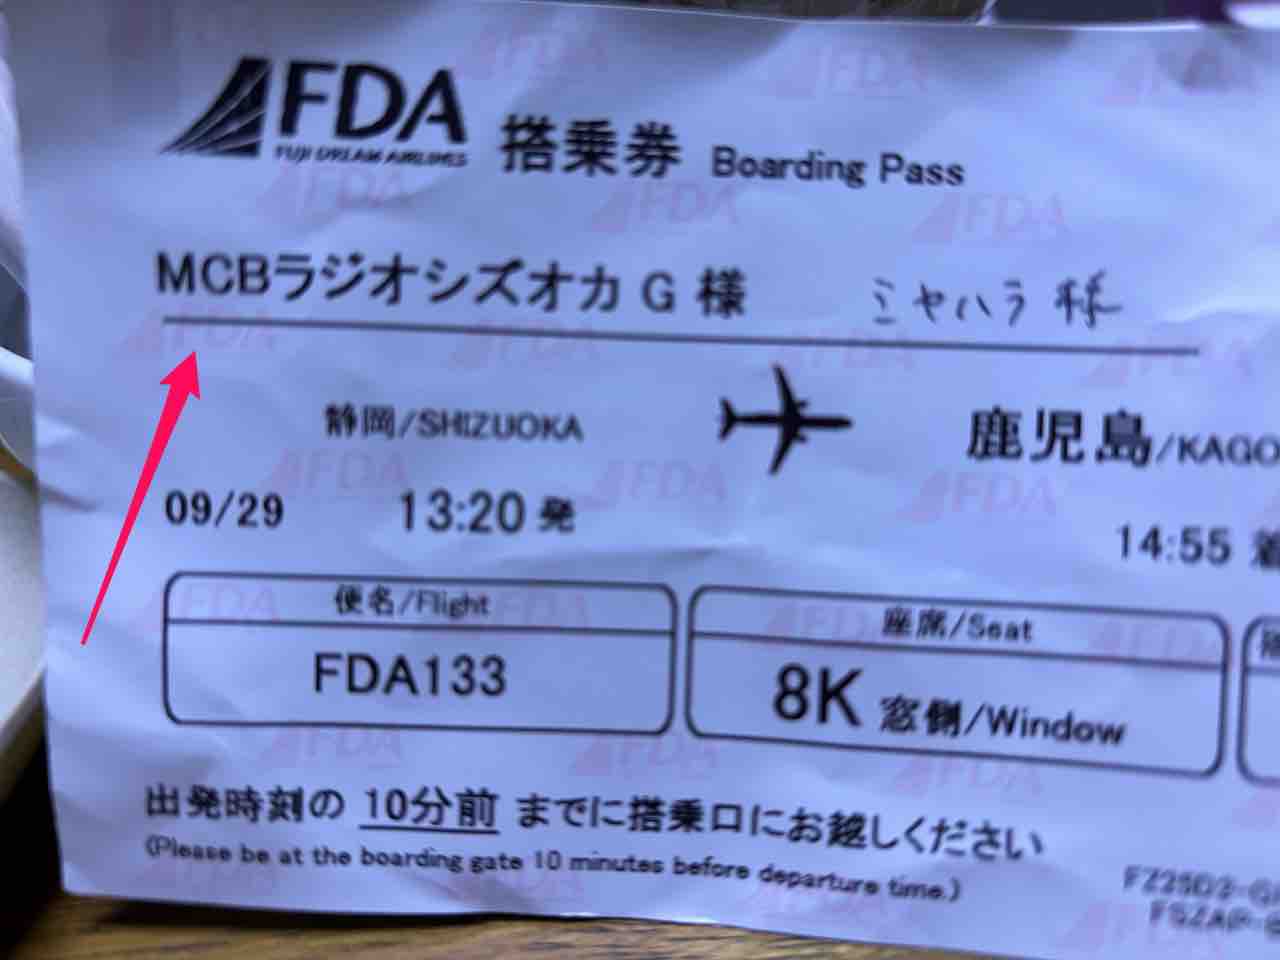 FDA
FUJI DREAM AIRLINES
搭乗券 Boarding Pass
MCBラジオシズオカG 様 ミヤハラ 様
静岡/SHIZUOKA 鹿児島/KAGO
09/29 13:20 発 14:55 着
便名/Flight 座席/Seat
FDA133 8K 窓側/Window
出発時刻の 10分前 までに搭乗口にお越しください
(Please be at the boarding gate 10 minutes before departure time.)